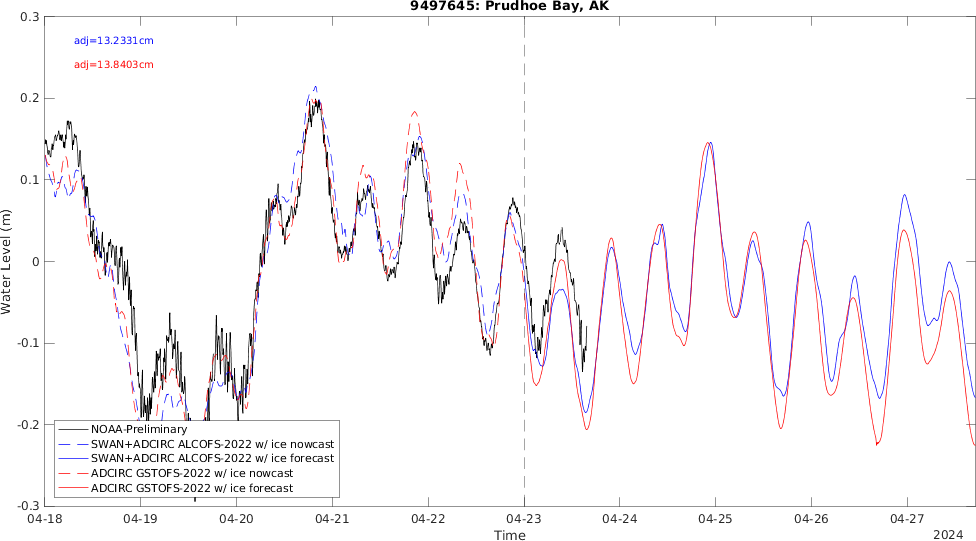 9497645: Prudhoe Bay, AK
adj=13.2331cm
adj=13.8403cm
0.3
0.2
0.1
0
-0.1
-0.2
-0.3
Water Level (m)
NOAA-Preliminary
SWAN+ADCIRC ALCOFS-2022 w/ ice nowcast
SWAN+ADCIRC ALCOFS-2022 w/ ice forecast
ADCIRC GSTOFS-2022 w/ ice nowcast
ADCIRC GSTOFS-2022 w/ ice forecast
04-18 04-19 04-20 04-21 04-22 04-23 04-24 04-25 04-26 04-27
Time
2024